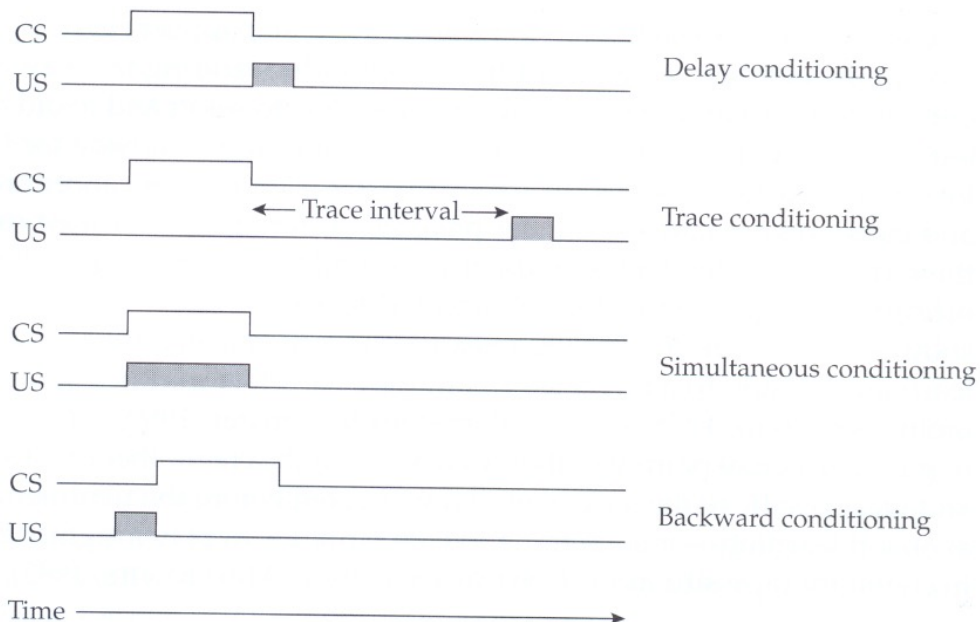 CS
US
Delay conditioning
CS
Trace interval
US
Trace conditioning
CS
US
Simultaneous conditioning
CS
US
Backward conditioning
Time